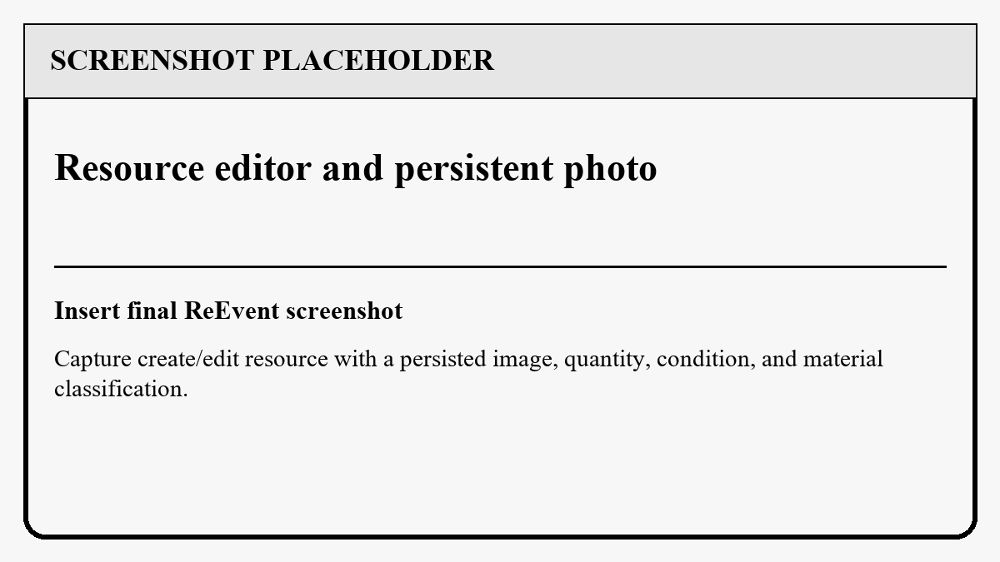 SCREENSHOT PLACEHOLDER
Resource editor and persistent photo
Insert final ReEvent screenshot
Capture create/edit resource with a persisted image, quantity, condition, and material
classification.